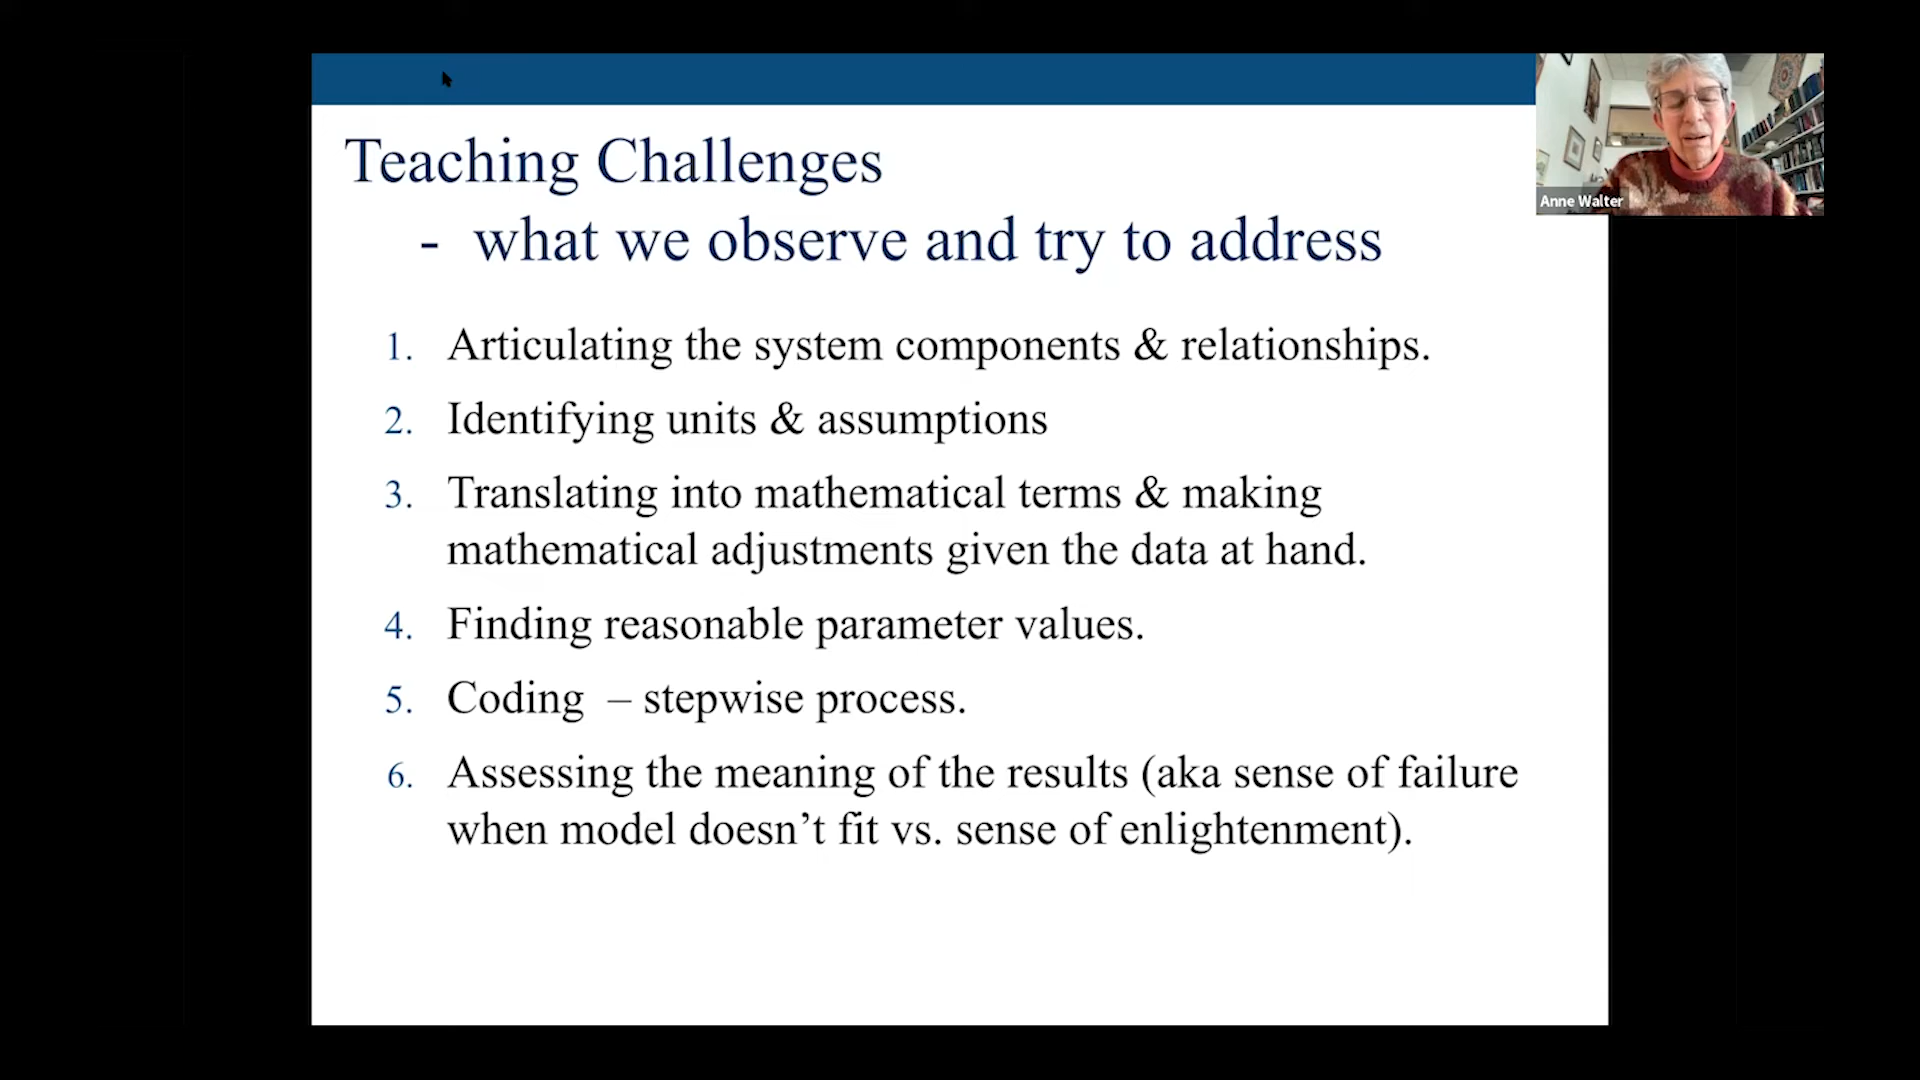 Teaching Challenges
- what we observe and try to address
1. Articulating the system components & relationships.
2. Identifying units & assumptions
3. Translating into mathematical terms & making
mathematical adjustments given the data at hand.
4. Finding reasonable parameter values.
5. Coding – stepwise process.
6. Assessing the meaning of the results (aka sense of failure
when model doesn’t fit vs. sense of enlightenment).
Anne Walter